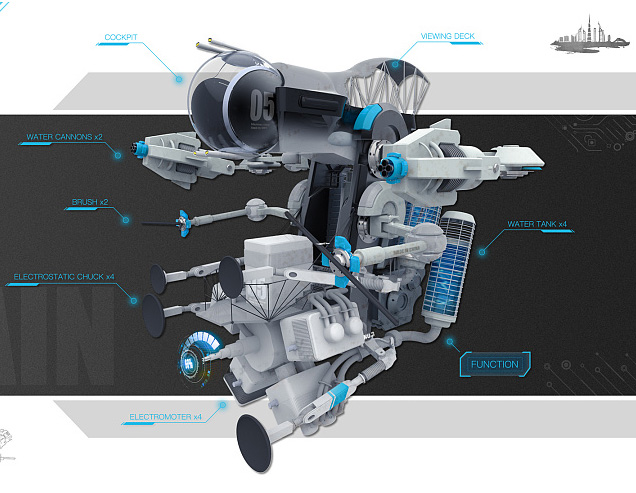 COCKPIT
VIEWING DECK
05
WATER CANNONS x2
BRUSH x2
WATER TANK x4
ELECTROSTATIC CHUCK x4
AIN
FUNCTION
ELECTROMOTER x4